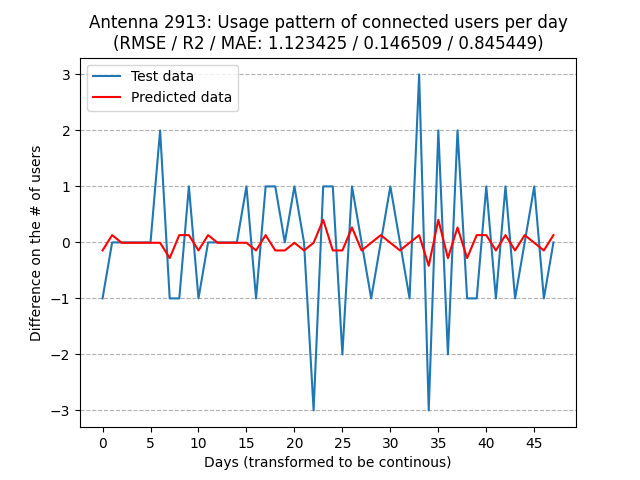 Antenna 2913: Usage pattern of connected users per day
(RMSE / R2 / MAE: 1.123425 / 0.146509 / 0.845449)
Test data
Predicted data
Difference on the # of users
3
2
1
0
−1
−2
−3
0 5 10 15 20 25 30 35 40 45
Days (transformed to be continous)